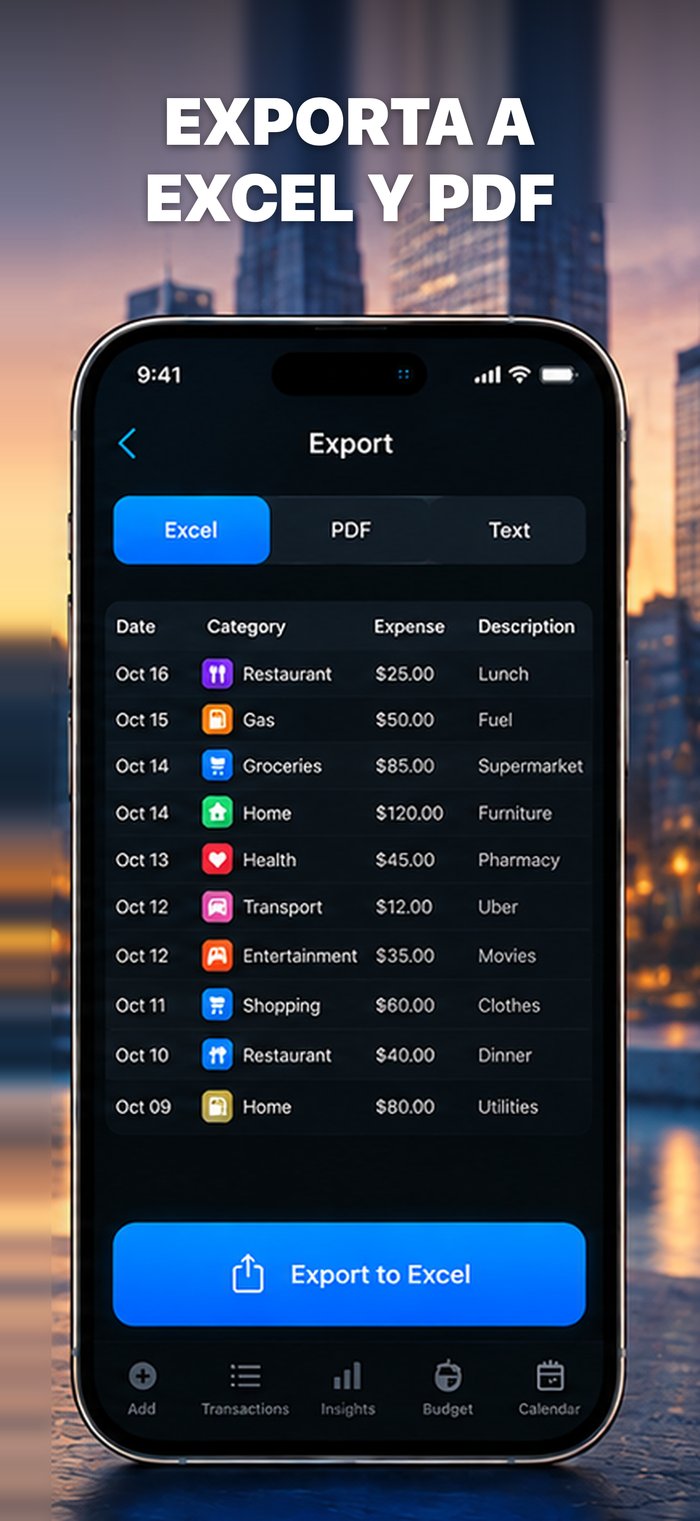 EXPORTA A
EXCEL Y PDF
9:41
Export
Excel PDF Text
Date Category Expense Description
Oct 16 Restaurant $25.00 Lunch
Oct 15 Gas $50.00 Fuel
Oct 14 Groceries $85.00 Supermarket
Oct 14 Home $120.00 Furniture
Oct 13 Health $45.00 Pharmacy
Oct 12 Transport $12.00 Uber
Oct 12 Entertainment $35.00 Movies
Oct 11 Shopping $60.00 Clothes
Oct 10 Restaurant $40.00 Dinner
Oct 09 Home $80.00 Utilities
Export to Excel
Add Transactions Insights Budget Calendar